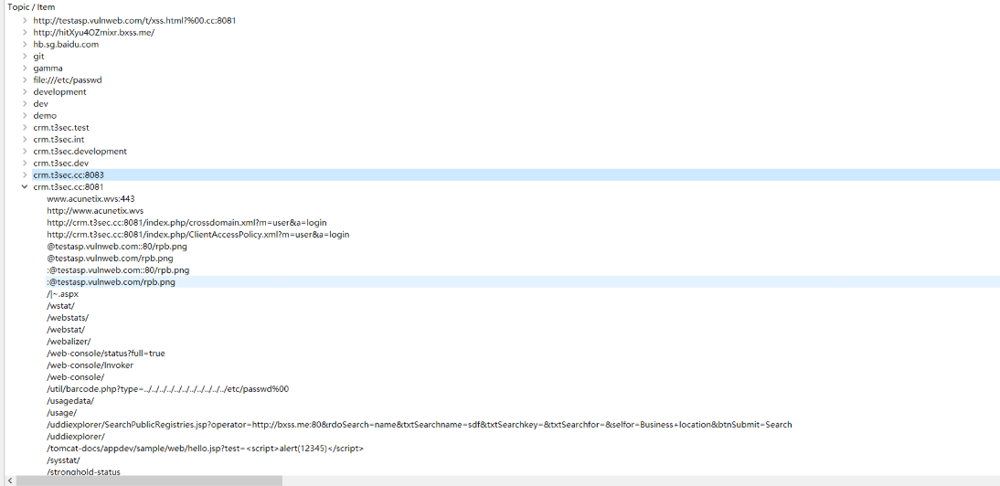 Topic / Item
http://testasp.vulnweb.com/t/xss.html?%00.cc:8081
http://hitXyu4OZmixr.bxss.me/
hb.sg.baidu.com
git
gamma
file:///etc/passwd
development
dev
demo
crm.t3sec.test
crm.t3sec.int
crm.t3sec.development
crm.t3sec.dev
crm.t3sec.cc:8083
crm.t3sec.cc:8081
www.acunetix.wvs:443
http://www.acunetix.wvs
http://crm.t3sec.cc:8081/index.php/crossdomain.xml?m=user&a=login
http://crm.t3sec.cc:8081/index.php/ClientAccessPolicy.xml?m=user&a=login
@testasp.vulnweb.com::80/rpb.png
@testasp.vulnweb.com/rpb.png
:@testasp.vulnweb.com::80/rpb.png
:@testasp.vulnweb.com/rpb.png
/|~.aspx
/wstat/
/webstats/
/webstat/
/webalizer/
/web-console/status?full=true
/web-console/Invoker
/web-console/
/util/barcode.php?type=../../../../../../../../../../../etc/passwd%00
/usagedata/
/usage/
/uddiexplorer/SearchPublicRegistries.jsp?operator=http://bxss.me:80&rdoSearch=name&txtSearchname=sdf&txtSearchkey=&txtSearchfor=&selfor=Business+location&btnSubmit=Search
/uddiexplorer/
/tomcat-docs/appdev/sample/web/hello.jsp?test=<script>alert(12345)</script>
/sysstat/
/stronghold-status